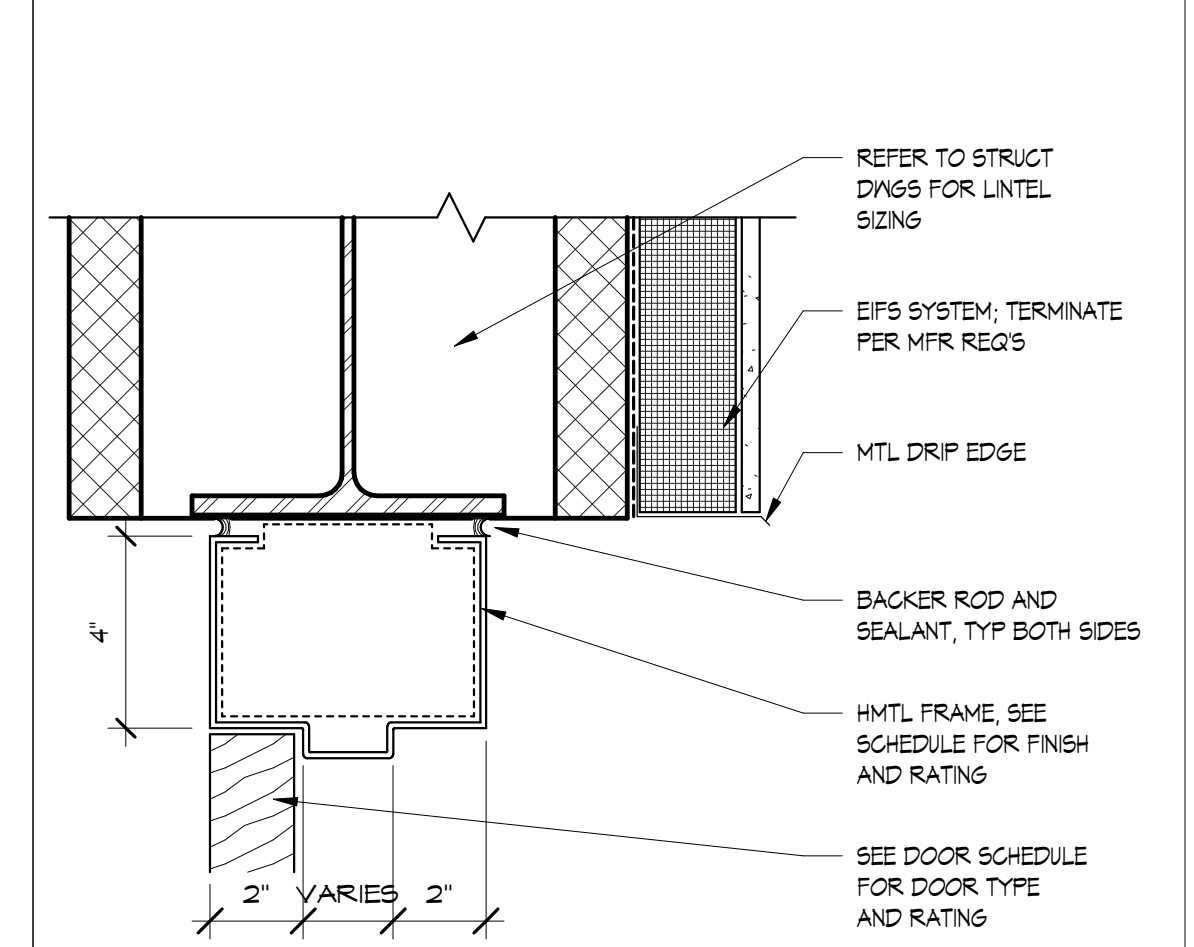 REFER TO STRUCT
DWGS FOR LINTEL
SIZING
EIFS SYSTEM; TERMINATE
PER MFR REQ'S
MTL DRIP EDGE
BACKER ROD AND
SEALANT, TYP BOTH SIDES
4"
HMTL FRAME, SEE
SCHEDULE FOR FINISH
AND RATING
SEE DOOR SCHEDULE
FOR DOOR TYPE
AND RATING
2" VARIES 2"